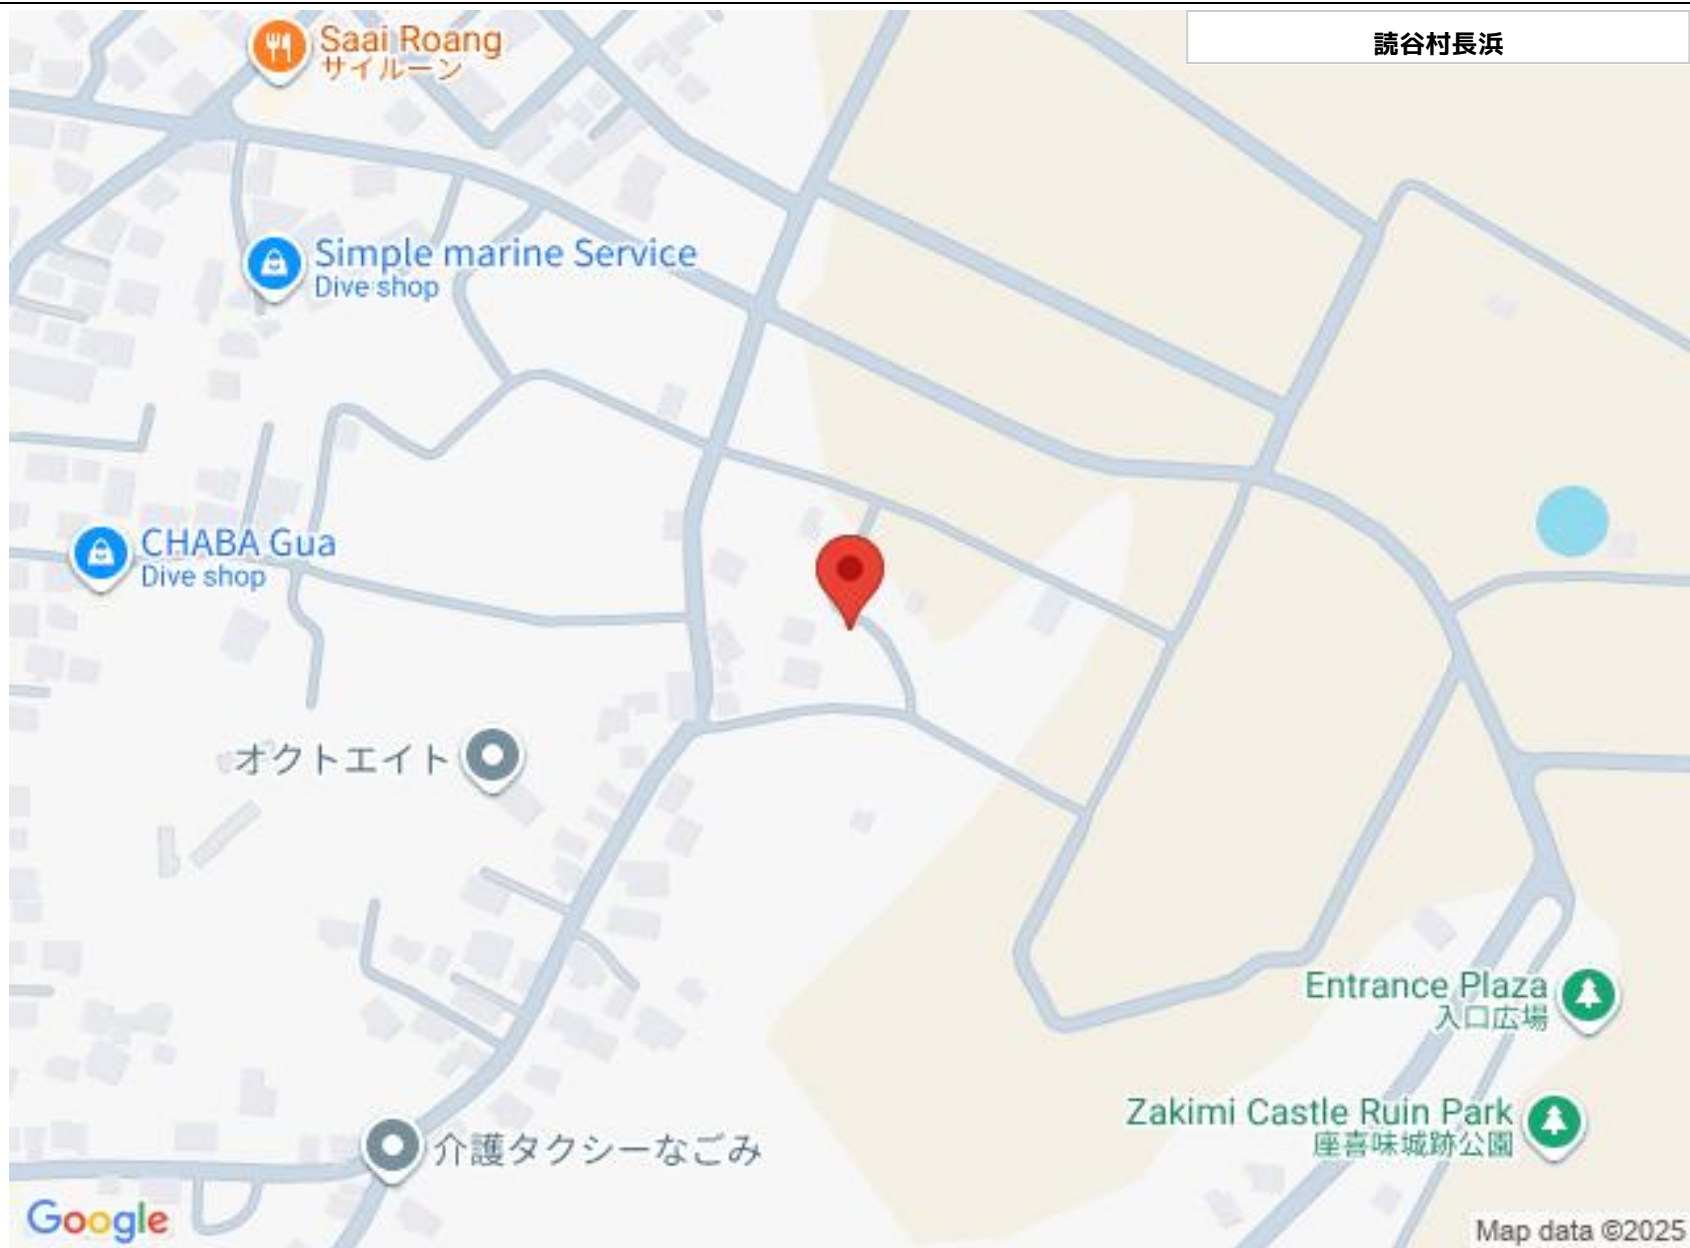 読谷村長浜
Saai Roang
サイルーン
Simple marine Service
Dive shop
CHABA Gua
Dive shop
オクトエイト
Entrance Plaza
入口広場
Zakimi Castle Ruin Park
座喜味城跡公園
介護タクシーなごみ
Google
Map data ©2025